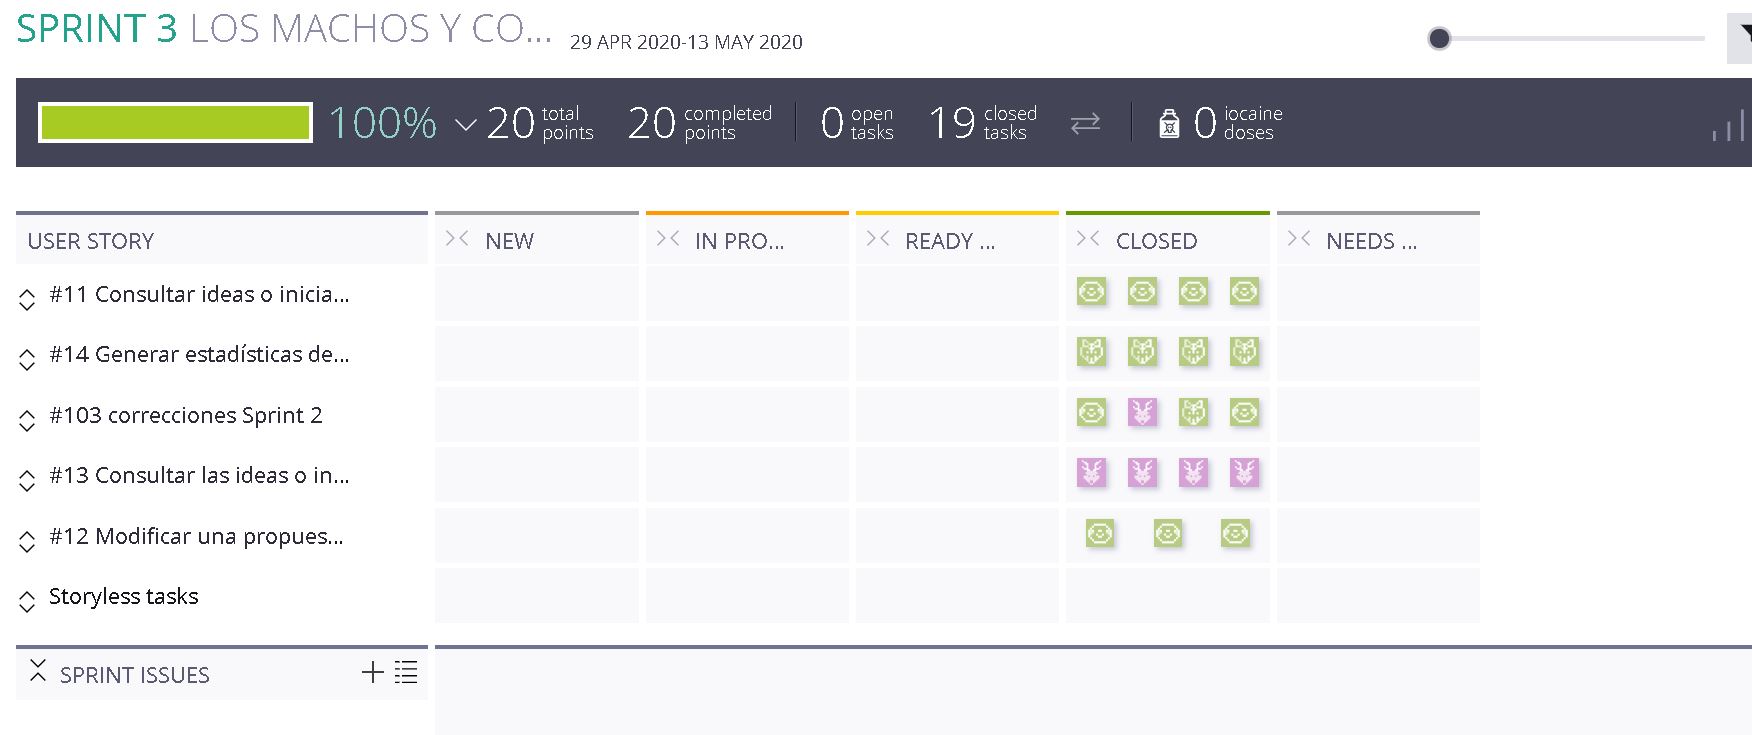 SPRINT 3 LOS MACHOS Y CO... 29 APR 2020-13 MAY 2020
100% 20 total points 20 completed points 0 open tasks 19 closed tasks 0 iocaine doses
USER STORY NEW IN PRO... READY ... CLOSED NEEDS ...
#11 Consultar ideas o inicia...
#14 Generar estadísticas de...
#103 correcciones Sprint 2
#13 Consultar las ideas o in...
#12 Modificar una propues...
Storyless tasks
SPRINT ISSUES